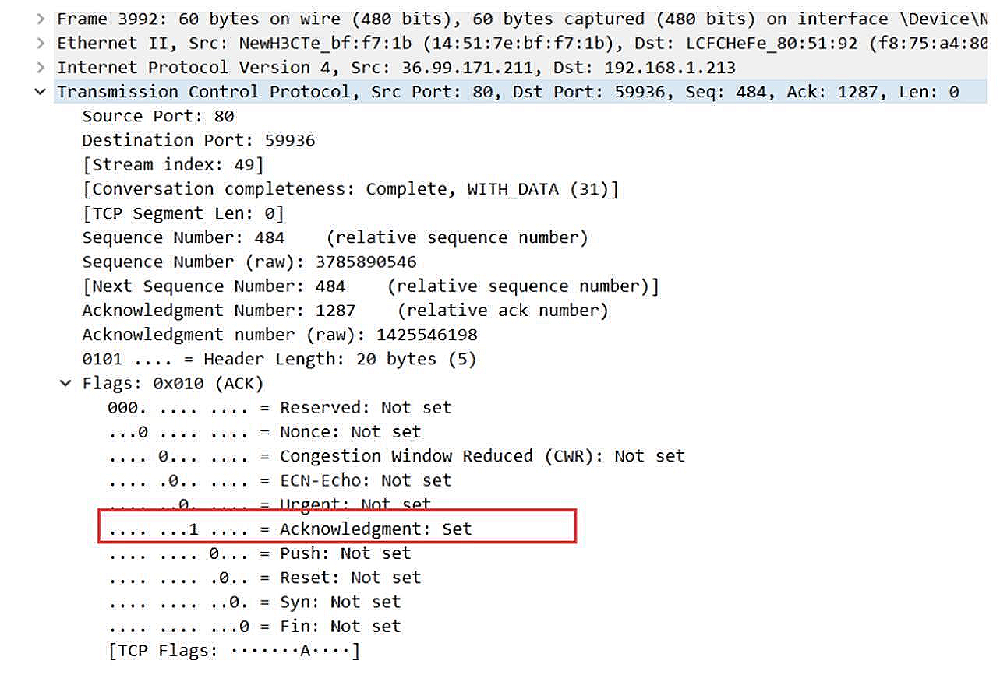 Frame 3992: 60 bytes on wire (480 bits), 60 bytes captured (480 bits) on interface \Device\N
Ethernet II, Src: NewH3CTe_bf:f7:1b (14:51:7e:bf:f7:1b), Dst: LCFCHeFe_80:51:92 (f8:75:a4:80
Internet Protocol Version 4, Src: 36.99.171.211, Dst: 192.168.1.213
Transmission Control Protocol, Src Port: 80, Dst Port: 59936, Seq: 484, Ack: 1287, Len: 0
Source Port: 80
Destination Port: 59936
[Stream index: 49]
[Conversation completeness: Complete, WITH_DATA (31)]
[TCP Segment Len: 0]
Sequence Number: 484    (relative sequence number)
Sequence Number (raw): 3785890546
[Next Sequence Number: 484    (relative sequence number)]
Acknowledgment Number: 1287    (relative ack number)
Acknowledgment number (raw): 1425546198
0101 .... = Header Length: 20 bytes (5)
Flags: 0x010 (ACK)
000. .... .... = Reserved: Not set
...0 .... .... = Nonce: Not set
.... 0... .... = Congestion Window Reduced (CWR): Not set
.... .0.. .... = ECN-Echo: Not set
.... ..0. .... = Urgent: Not set
.... ...1 .... = Acknowledgment: Set
.... .... 0... = Push: Not set
.... .... .0.. = Reset: Not set
.... .... ..0. = Syn: Not set
.... .... ...0 = Fin: Not set
[TCP Flags: ·······A····]